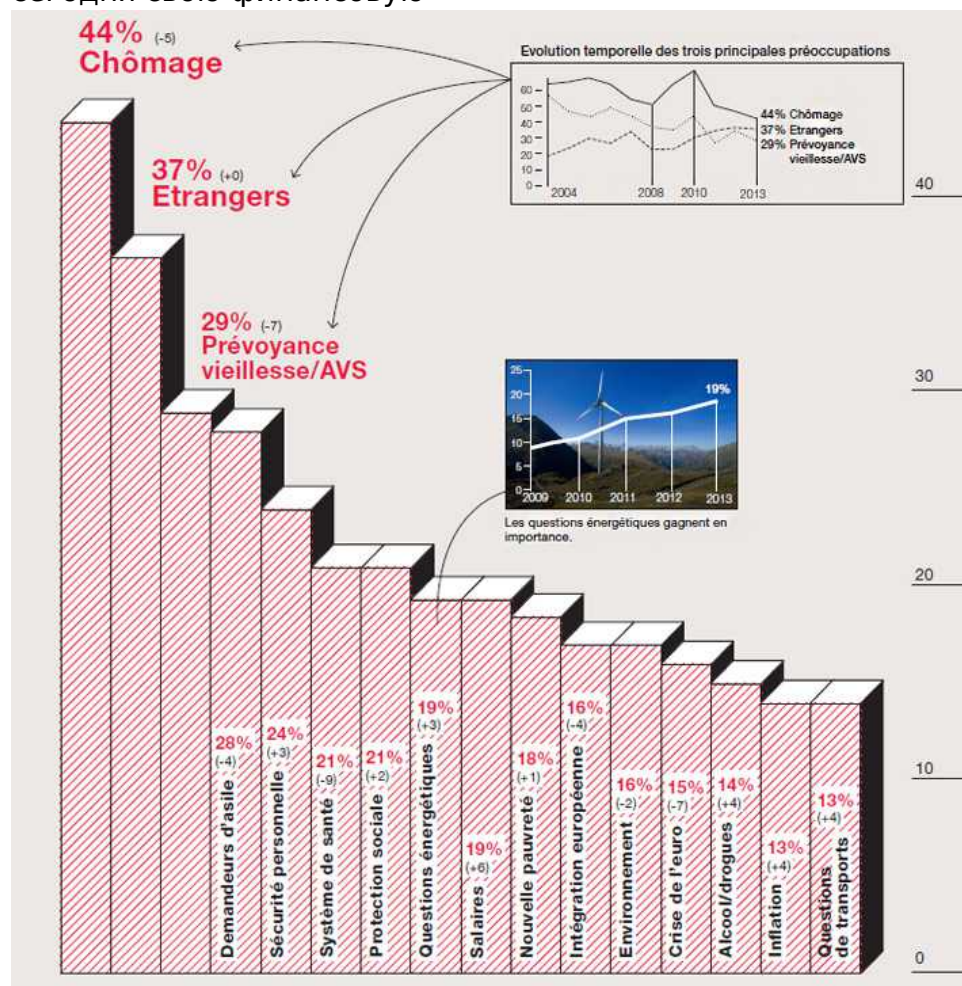 сегодня свою финансовую
44% (-5)
Chômage
37% (+0)
Etrangers
29% (-7)
Prévoyance
vieillesse/AVS
Evolution temporelle des trois principales préoccupations
60
50
40
30
20
10
0
2004
2008
2010
2013
44% Chômage
37% Etrangers
29% Prévoyance
vieillesse/AVS
25
20
15
10
5
0
19%
2009
2010
2011
2012
2013
Les questions énergétiques gagnent en
importance.
28%
(-4)
Demandeurs d'asile
24%
(+3)
Sécurité personnelle
21%
(-9)
Système de santé
21%
(+2)
Protection sociale
19%
(+3)
Questions énergétiques
19%
(+6)
Salaires
18%
(+1)
Nouvelle pauvreté
16%
(-4)
Intégration européenne
16%
(-2)
Environnement
15%
(-7)
Crise de l'euro
14%
(+4)
Alcool/drogues
13%
(+4)
Inflation
13%
(+4)
Questions
de transports
40
30
20
10
0